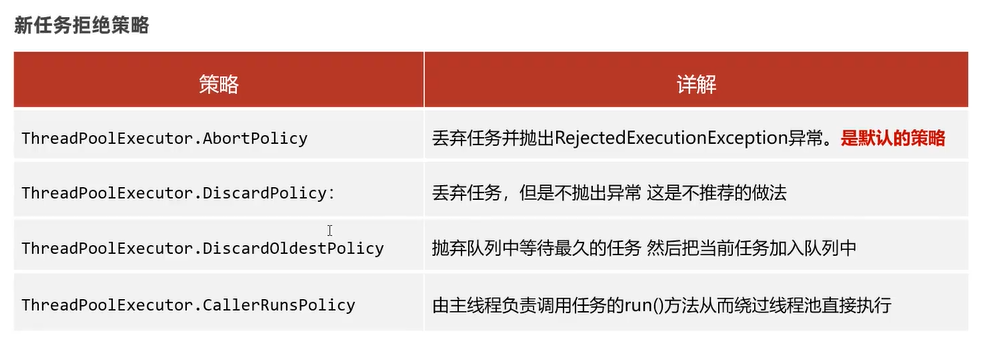 新任务拒绝策略
策略 详解
ThreadPoolExecutor.AbortPolicy 丢弃任务并抛出RejectedExecutionException异常。是默认的策略
ThreadPoolExecutor.DiscardPolicy： 丢弃任务，但是不抛出异常 这是不推荐的做法
ThreadPoolExecutor.DiscardOldestPolicy 抛弃队列中等待最久的任务 然后把当前任务加入队列中
ThreadPoolExecutor.CallerRunsPolicy 由主线程负责调用任务的run()方法从而绕过线程池直接执行